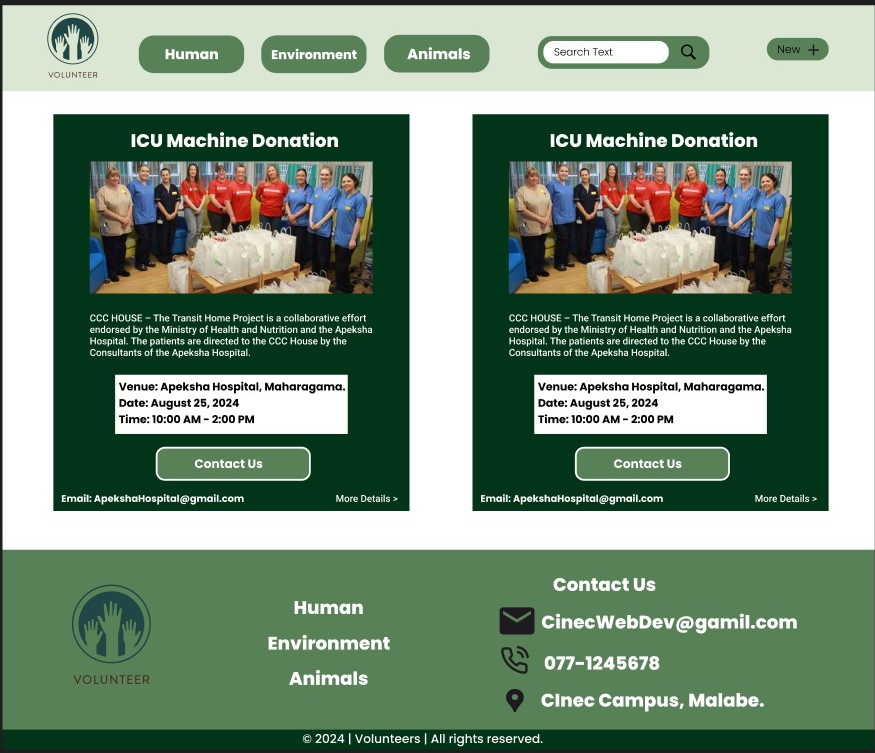 VOLUNTEER
Human
Environment
Animals
Search Text
New +
ICU Machine Donation
CCC HOUSE – The Transit Home Project is a collaborative effort
endorsed by the Ministry of Health and Nutrition and the Apeksha
Hospital. The patients are directed to the CCC House by the
Consultants of the Apeksha Hospital.
Venue: Apeksha Hospital, Maharagama.
Date: August 25, 2024
Time: 10:00 AM - 2:00 PM
Contact Us
Email: ApekshaHospital@gmail.com
More Details >
ICU Machine Donation
CCC HOUSE – The Transit Home Project is a collaborative effort
endorsed by the Ministry of Health and Nutrition and the Apeksha
Hospital. The patients are directed to the CCC House by the
Consultants of the Apeksha Hospital.
Venue: Apeksha Hospital, Maharagama.
Date: August 25, 2024
Time: 10:00 AM - 2:00 PM
Contact Us
Email: ApekshaHospital@gmail.com
More Details >
VOLUNTEER
Human
Environment
Animals
Contact Us
CinecWebDev@gamil.com
077-1245678
CInec Campus, Malabe.
© 2024 | Volunteers | All rights reserved.